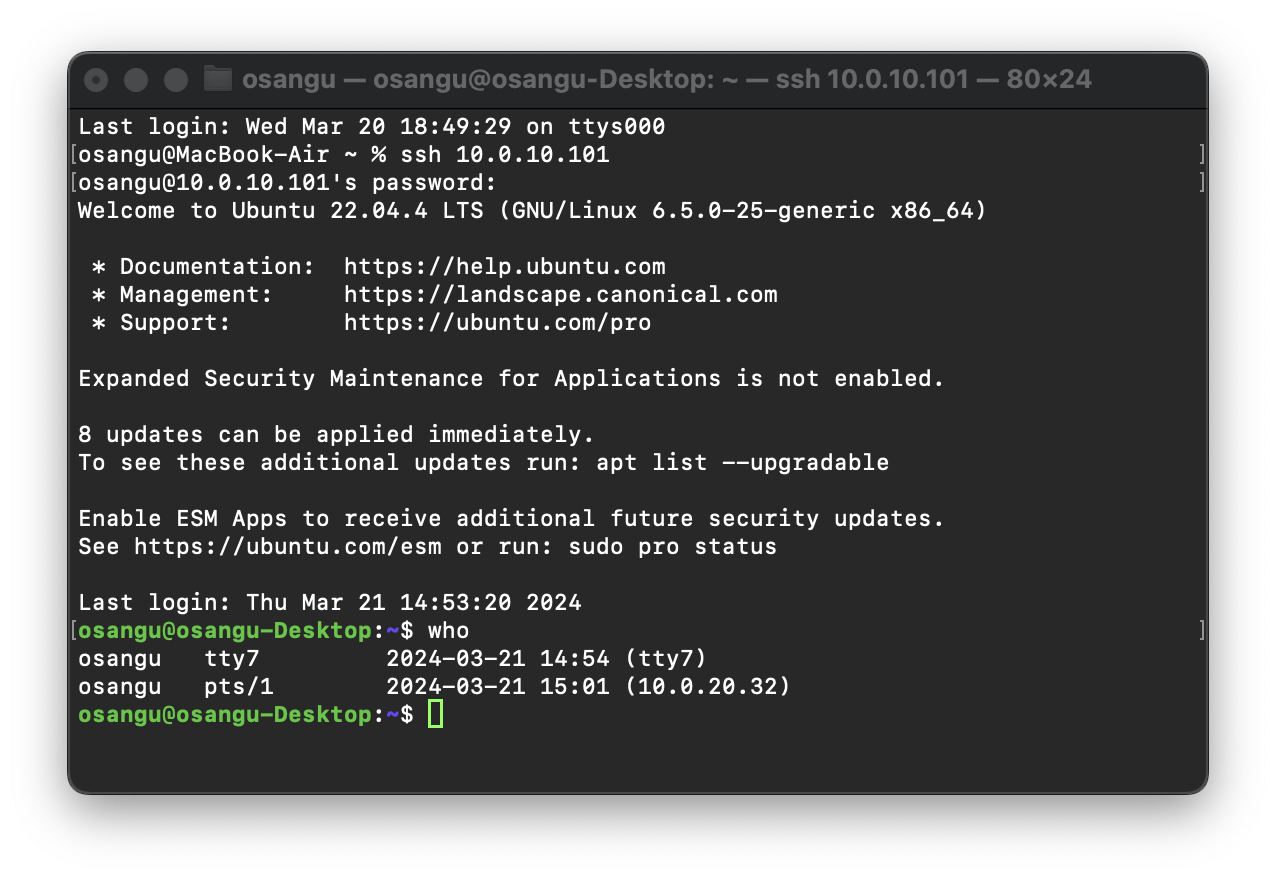 osangu — osangu@osangu-Desktop: ~ — ssh 10.0.10.101 — 80×24
Last login: Wed Mar 20 18:49:29 on ttys000
[osangu@MacBook-Air ~ % ssh 10.0.10.101 ]
[osangu@10.0.10.101's password: ]
Welcome to Ubuntu 22.04.4 LTS (GNU/Linux 6.5.0-25-generic x86_64)
* Documentation:  https://help.ubuntu.com
* Management:     https://landscape.canonical.com
* Support:        https://ubuntu.com/pro
Expanded Security Maintenance for Applications is not enabled.
8 updates can be applied immediately.
To see these additional updates run: apt list --upgradable
Enable ESM Apps to receive additional future security updates.
See https://ubuntu.com/esm or run: sudo pro status
Last login: Thu Mar 21 14:53:20 2024
[osangu@osangu-Desktop:~$ who ]
osangu   tty7         2024-03-21 14:54 (tty7)
osangu   pts/1        2024-03-21 15:01 (10.0.20.32)
osangu@osangu-Desktop:~$